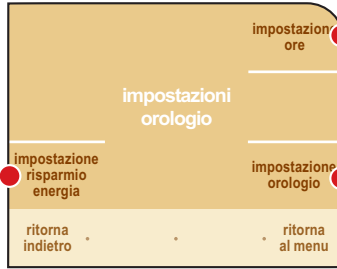 impostazione
ore
impostazioni
orologio
impostazione
risparmio
energia
impostazione
orologio
ritorna
indietro
ritorna
al menu